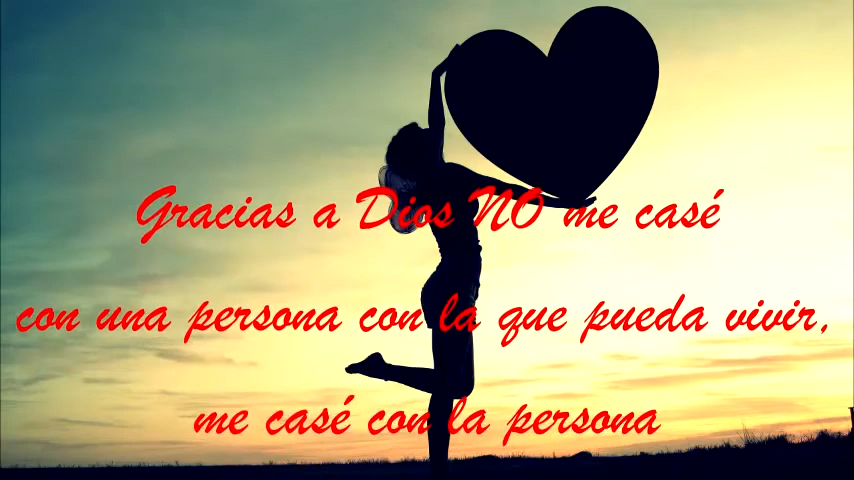 Gracias a Dios NO me casé
con una persona con la que pueda vivir,
me casé con la persona